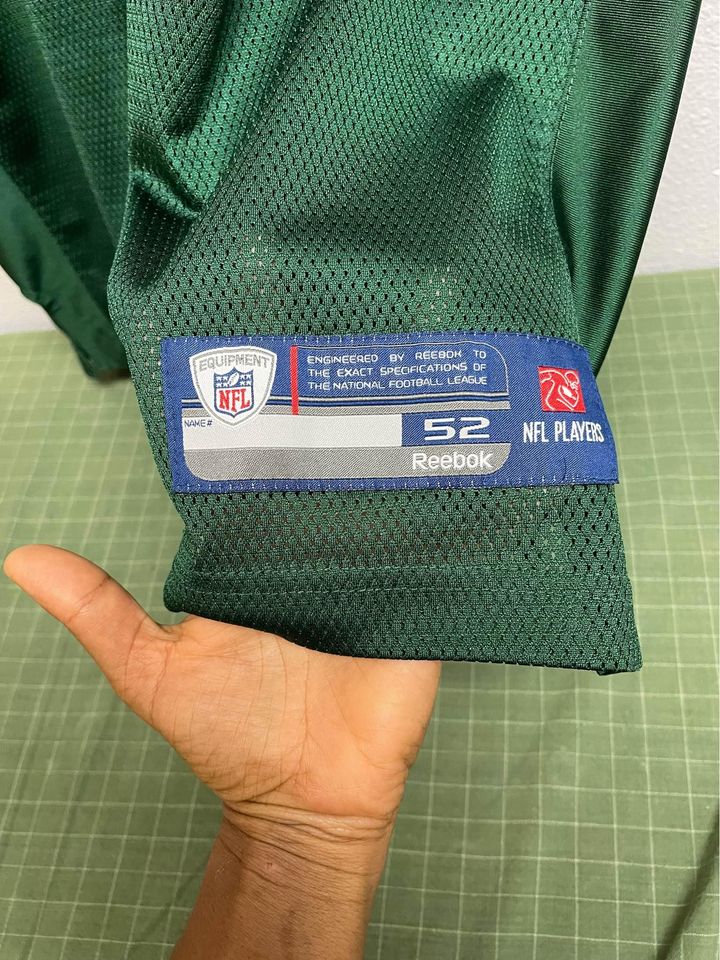 EQUIPMENT
NFL
ENGINEERED BY REEBOK TO
THE EXACT SPECIFICATIONS OF
THE NATIONAL FOOTBALL LEAGUE
NAME#
52
Reebok
NFL PLAYERS